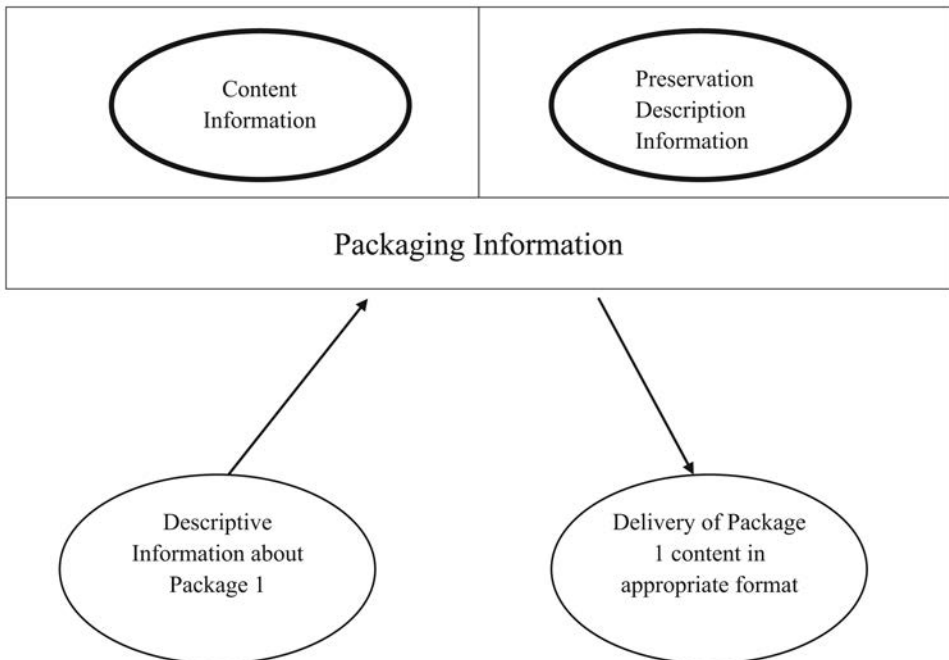 Content
Information
Preservation
Description
Information
Packaging Information
Descriptive
Information about
Package 1
Delivery of Package
1 content in
appropriate format